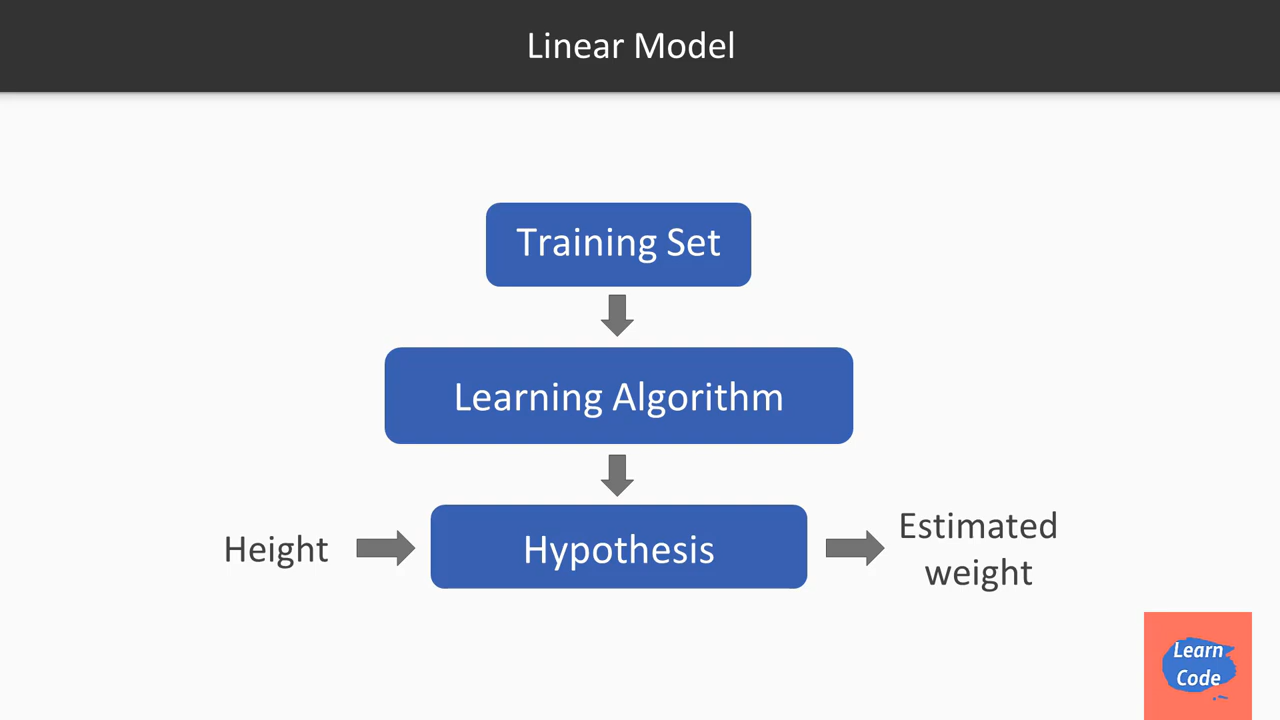 Linear Model
Training Set
Learning Algorithm
Height
Hypothesis
Estimated
weight
Learn
Code